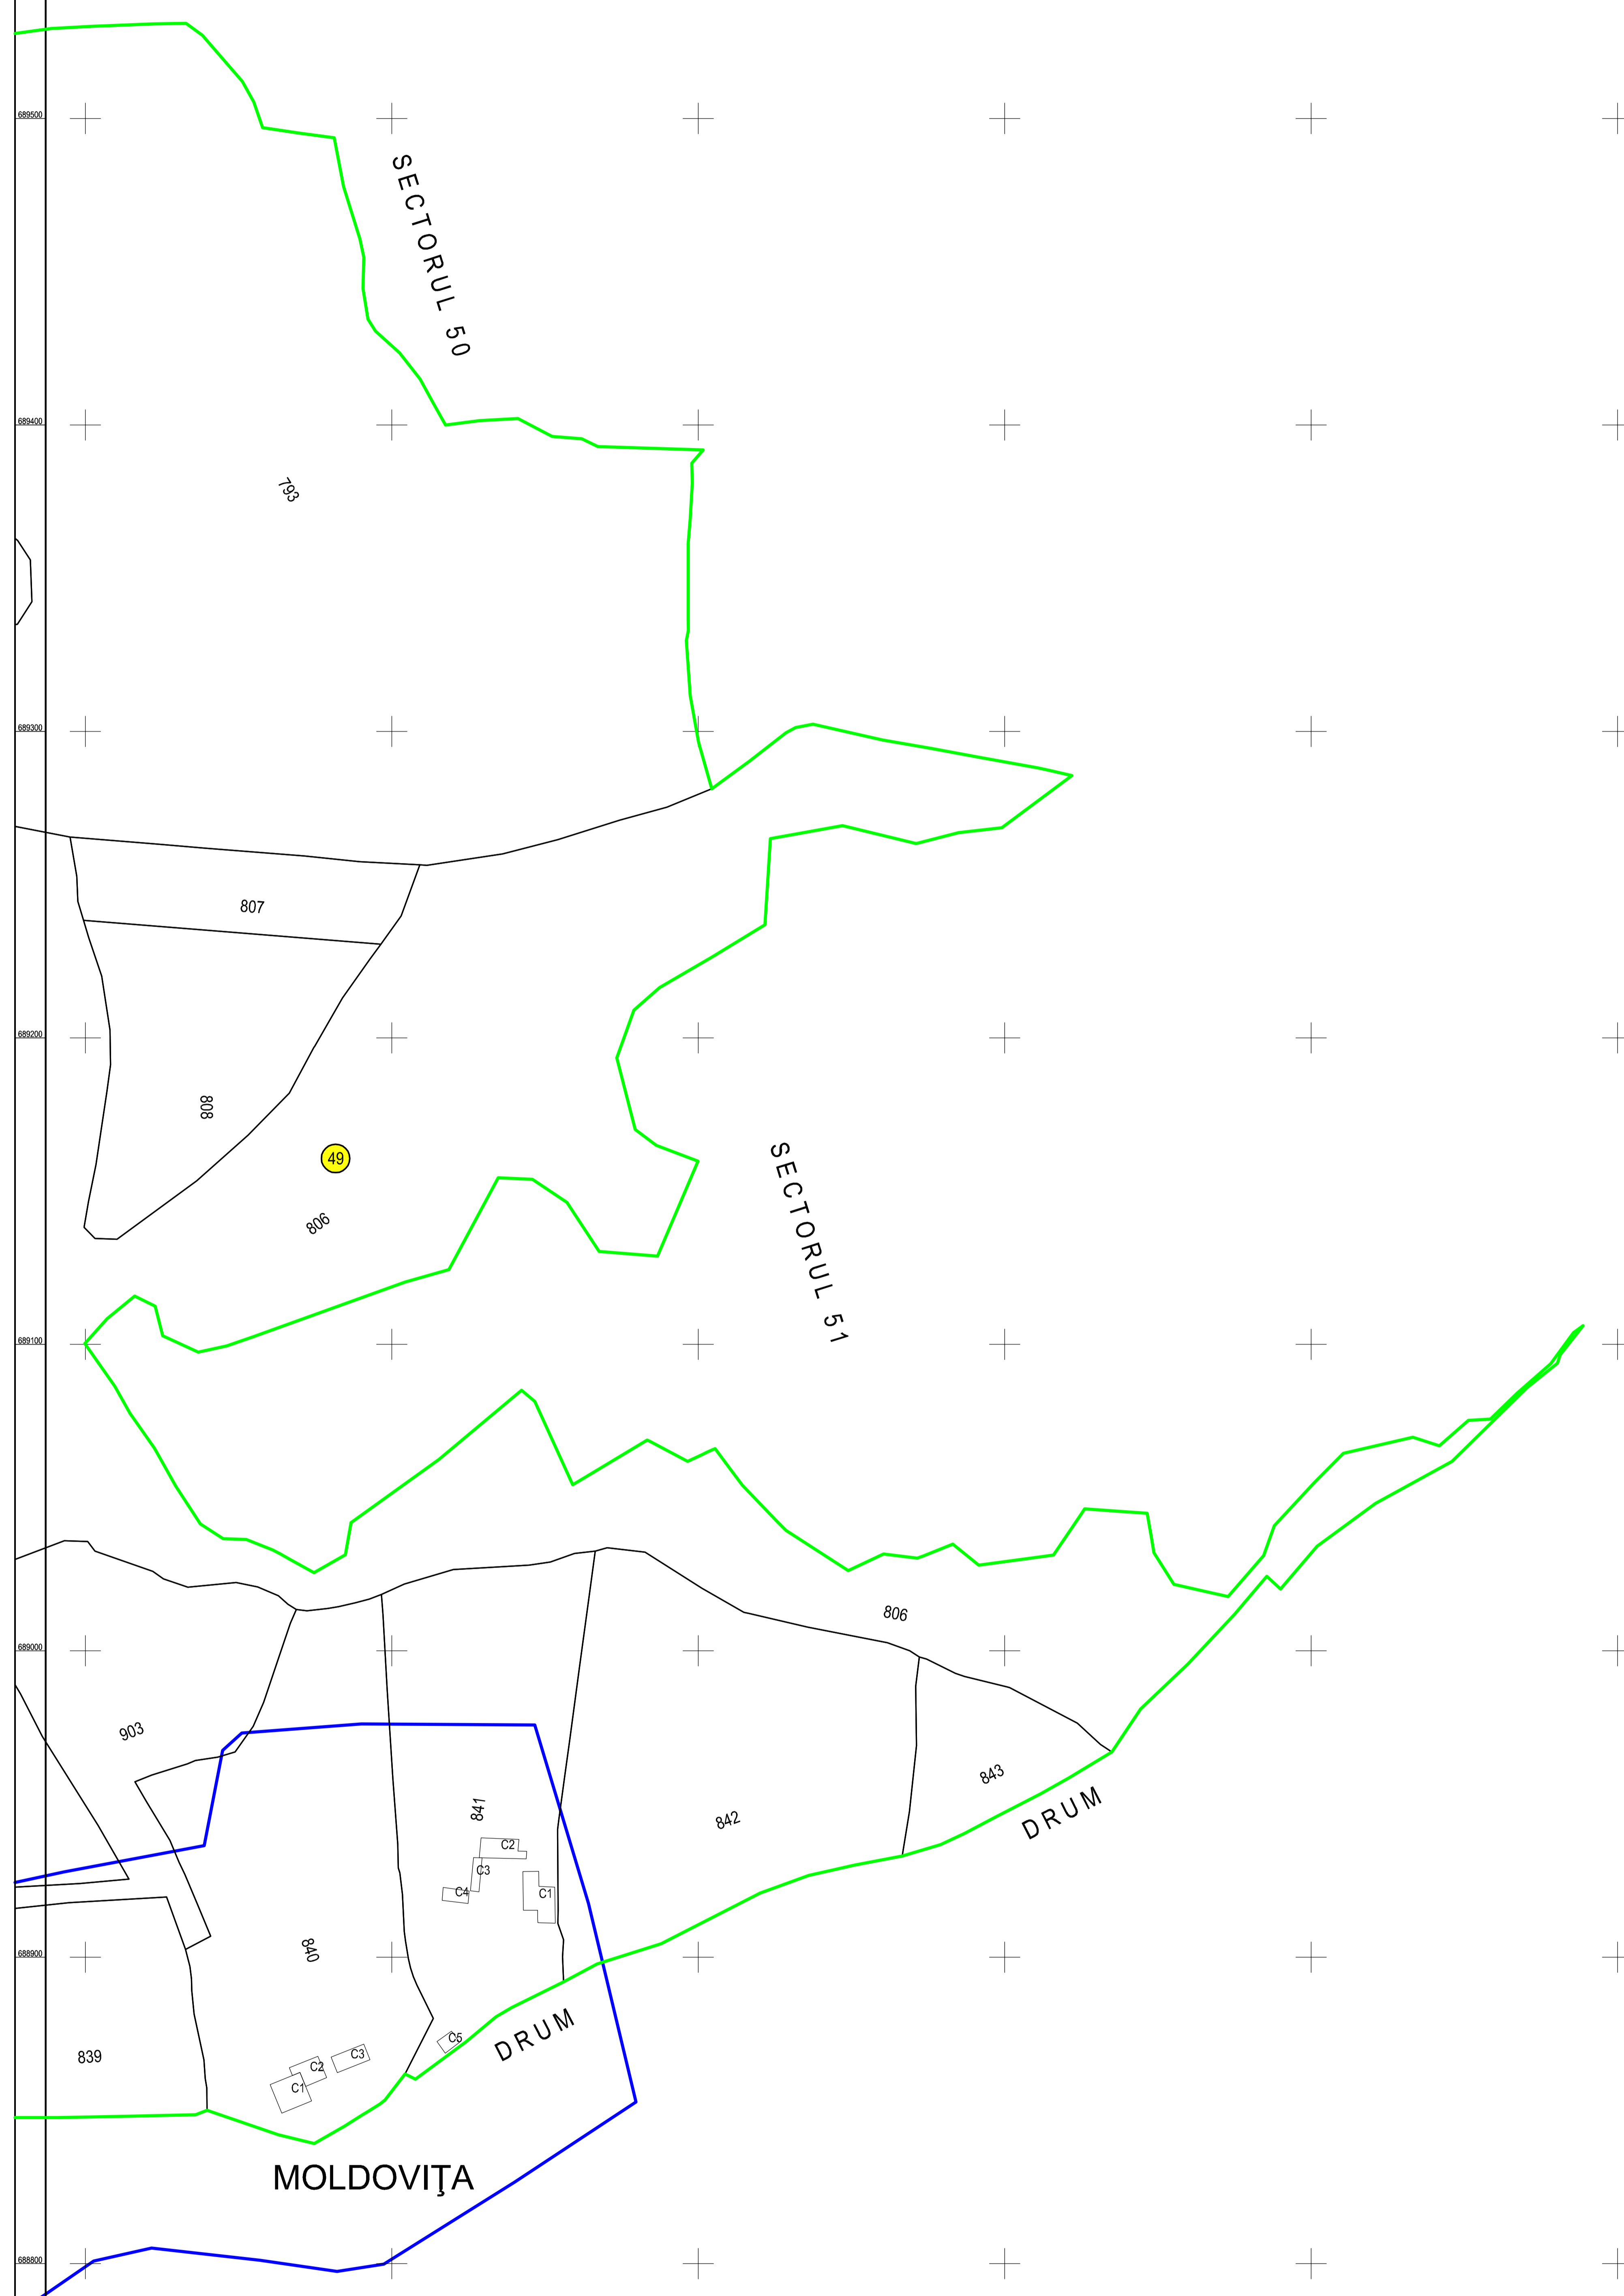 689500
SECTORUL 50
689400
793
689300
807
689200
808
49
806
SECTORUL 51
689100
806
689000
903
843
DRUM
841
842
C2
C3
C4
C1
840
688900
DRUM
C5
839
C2
C3
C1
MOLDOVIŢA
688800